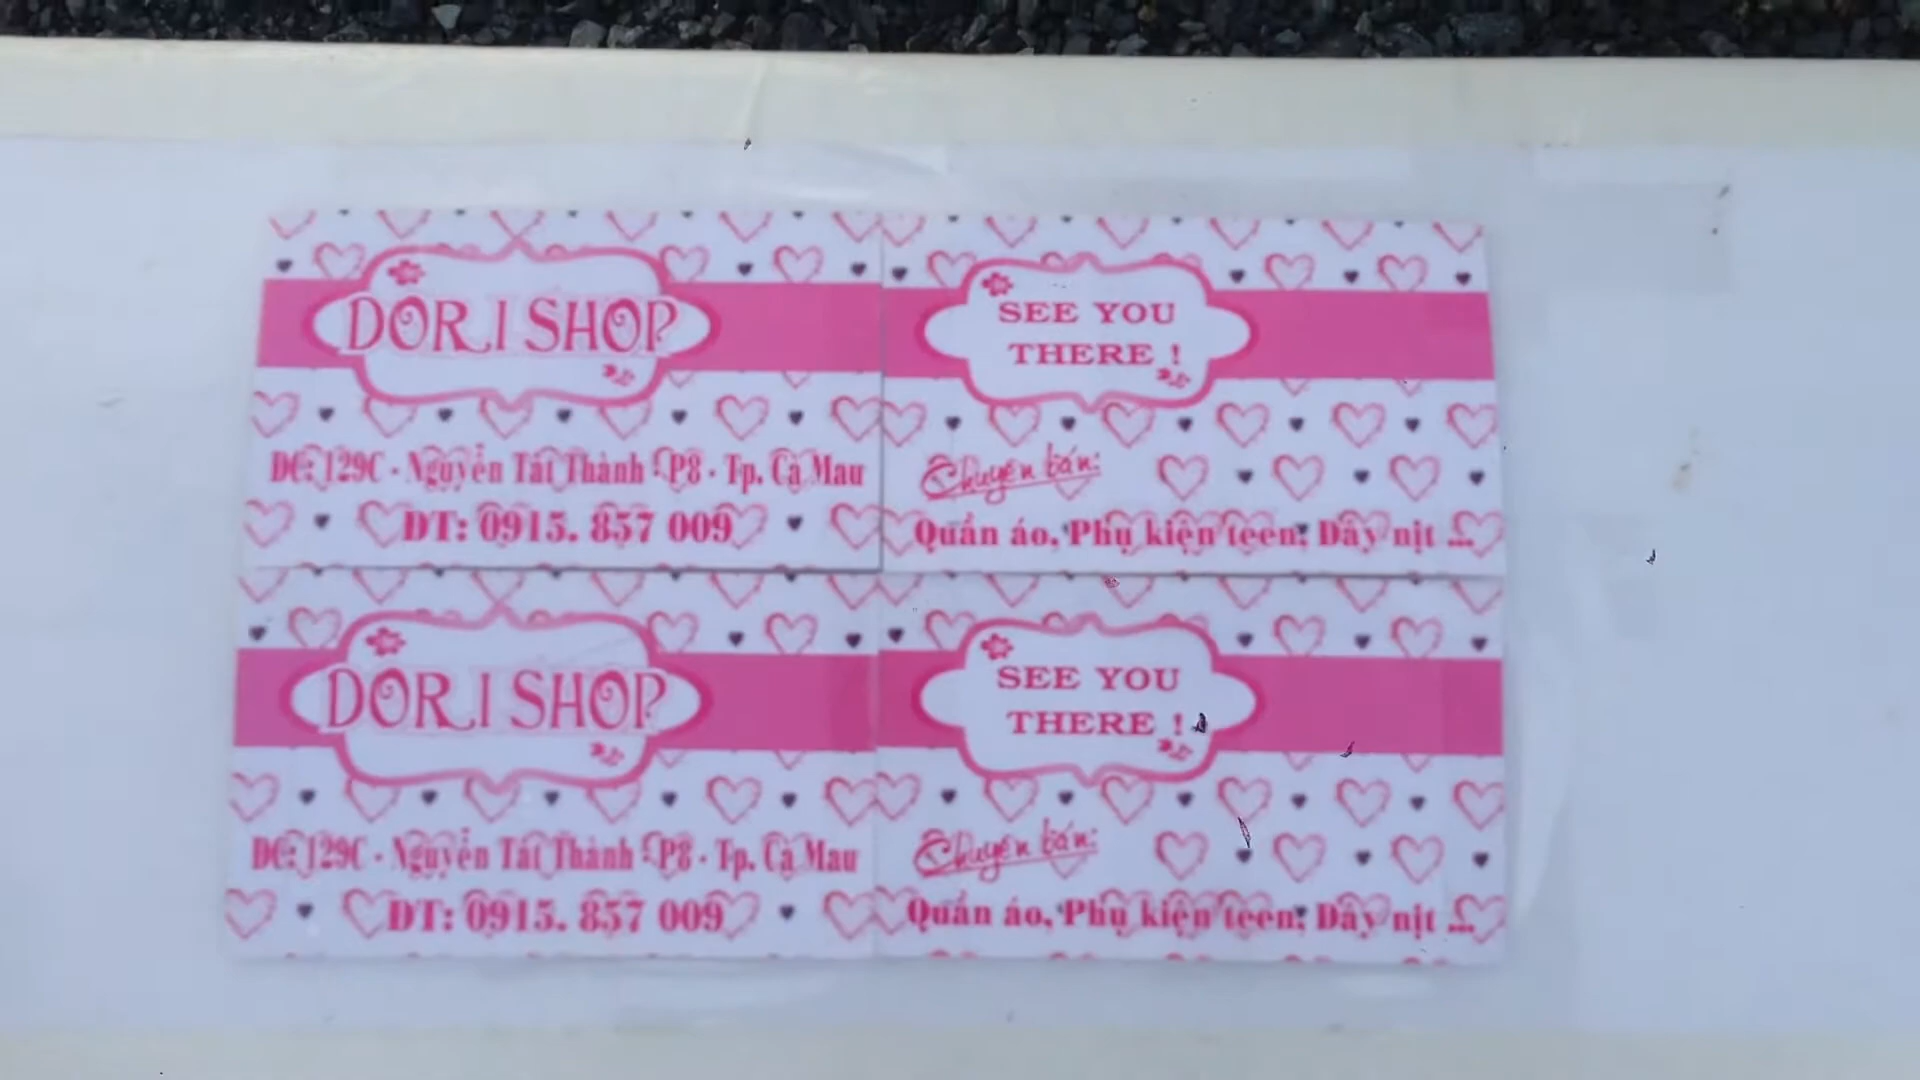 DORI SHOP
ĐC: 129C - Nguyễn Tất Thành - P8 - Tp. Cà Mau
ĐT: 0915. 857 009
SEE YOU
THERE !
Chuyên bán:
Quần áo, Phụ kiện teen, Dây nịt ...
DORI SHOP
ĐC: 129C - Nguyễn Tất Thành - P8 - Tp. Cà Mau
ĐT: 0915. 857 009
SEE YOU
THERE !
Chuyên bán:
Quần áo, Phụ kiện teen, Dây nịt ...